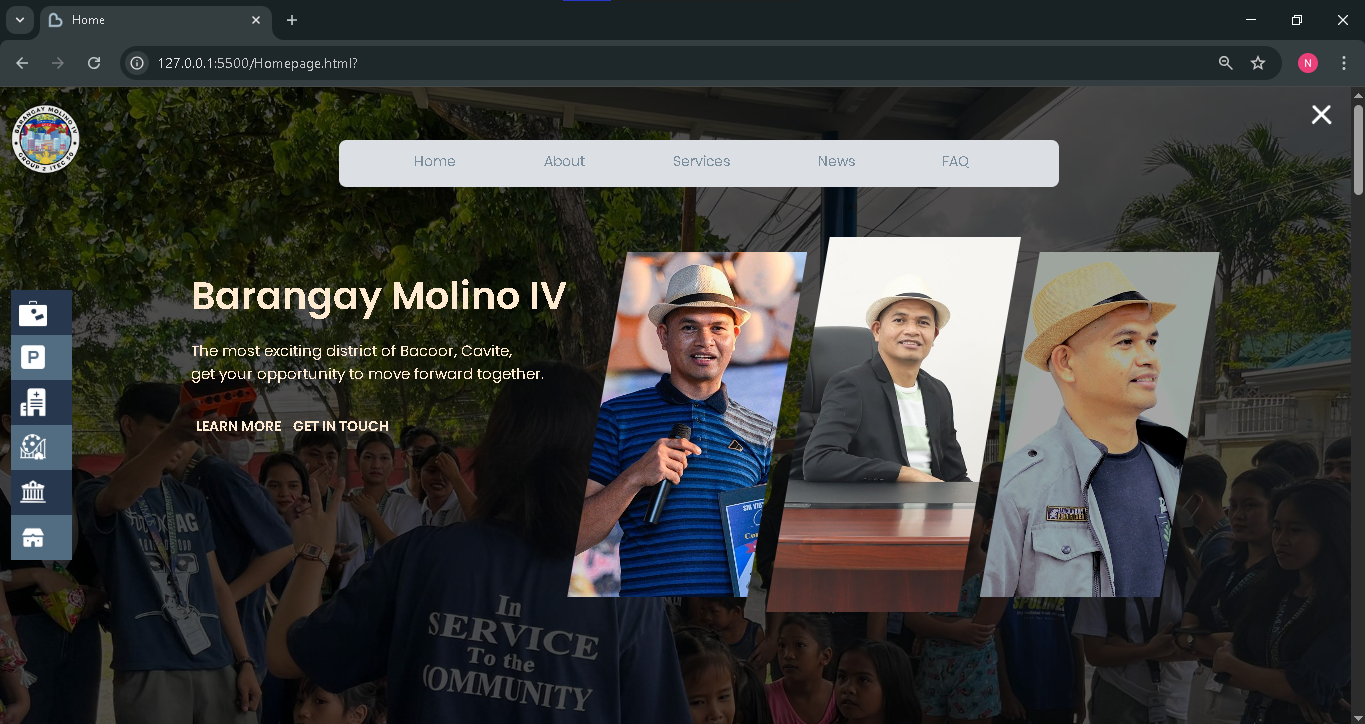 Home
127.0.0.1:5500/Homepage.html?
N
BARANGAY MOLINO IV
GROUP 2 ITEC 50
Home About Services News FAQ
Barangay Molino IV
The most exciting district of Bacoor, Cavite,
get your opportunity to move forward together.
LEARN MORE GET IN TOUCH
P
In
SERVICE
To the
COMMUNITY